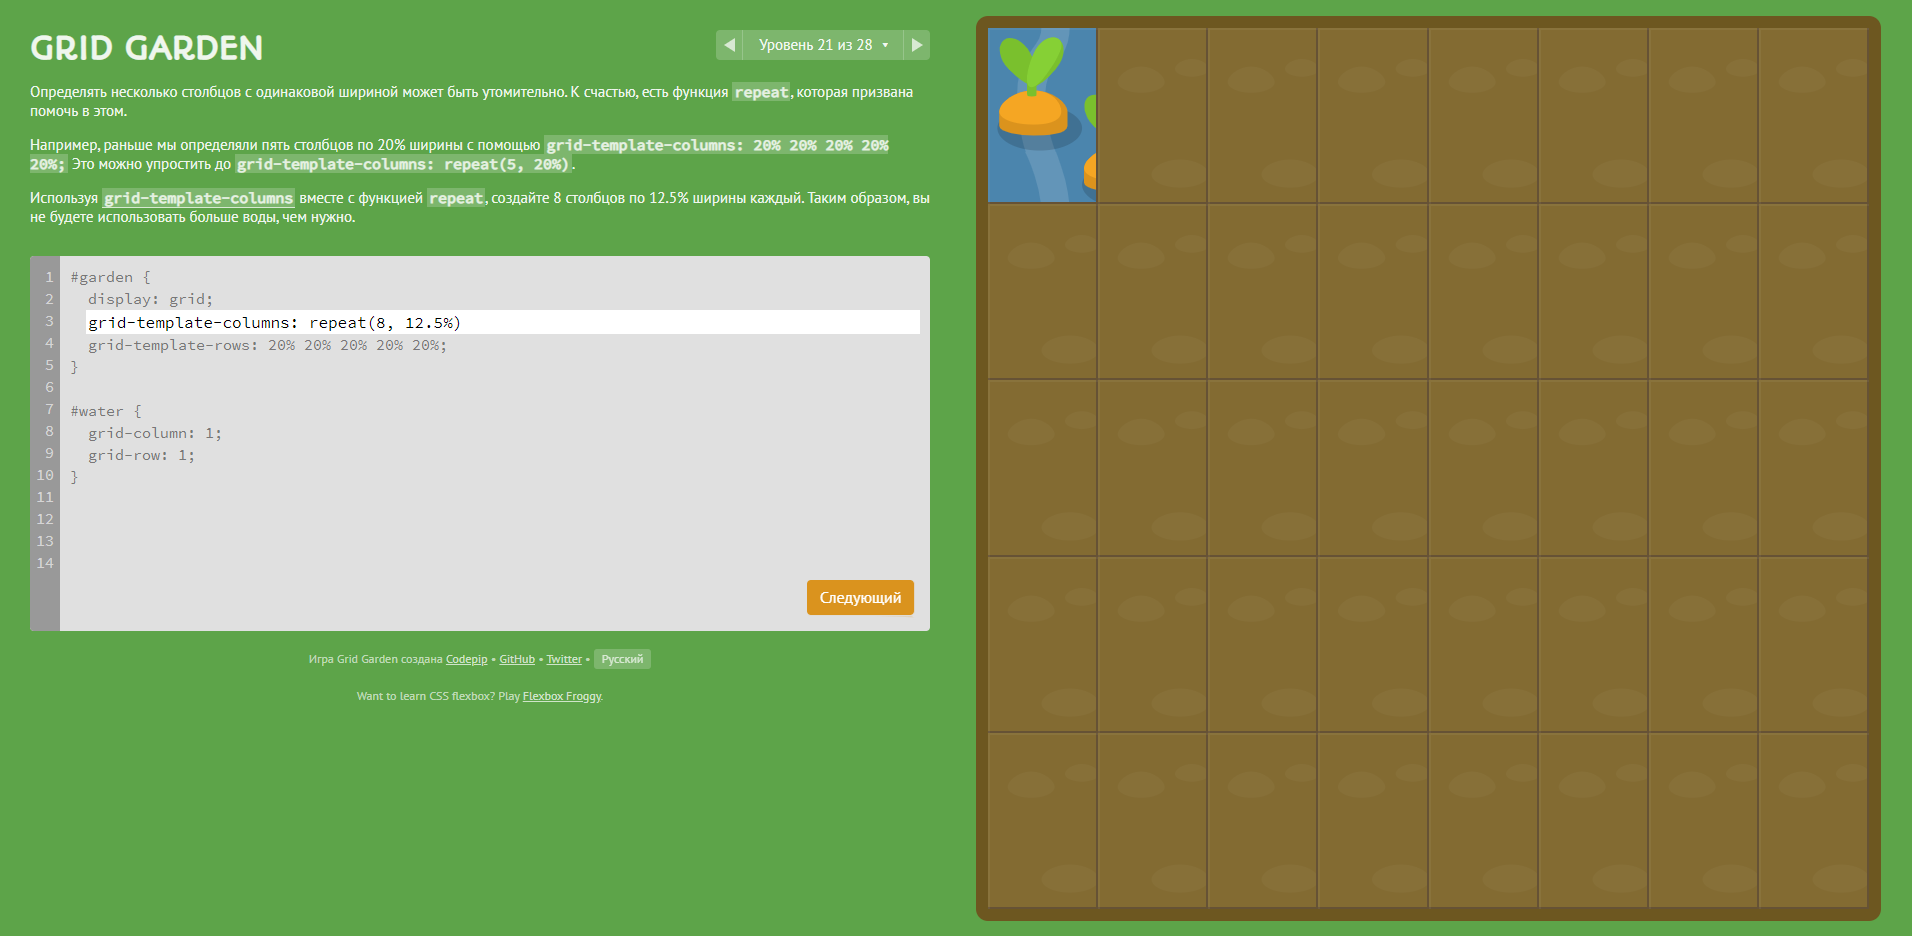 GRID GARDEN
Уровень 21 из 28
Определять несколько столбцов с одинаковой шириной может быть утомительно. К счастью, есть функция repeat, которая призвана
помочь в этом.
Например, раньше мы определяли пять столбцов по 20% ширины с помощью grid-template-columns: 20% 20% 20% 20%
20%; Это можно упростить до grid-template-columns: repeat(5, 20%).
Используя grid-template-columns вместе с функцией repeat, создайте 8 столбцов по 12.5% ширины каждый. Таким образом, вы
не будете использовать больше воды, чем нужно.
1 #garden {
2 display: grid;
3 grid-template-columns: repeat(8, 12.5%)
4 grid-template-rows: 20% 20% 20% 20% 20%;
5 }
6
7 #water {
8 grid-column: 1;
9 grid-row: 1;
10 }
11
12
13
14
Следующий
Игра Grid Garden создана Codepip • GitHub • Twitter • Русский
Want to learn CSS flexbox? Play Flexbox Froggy.